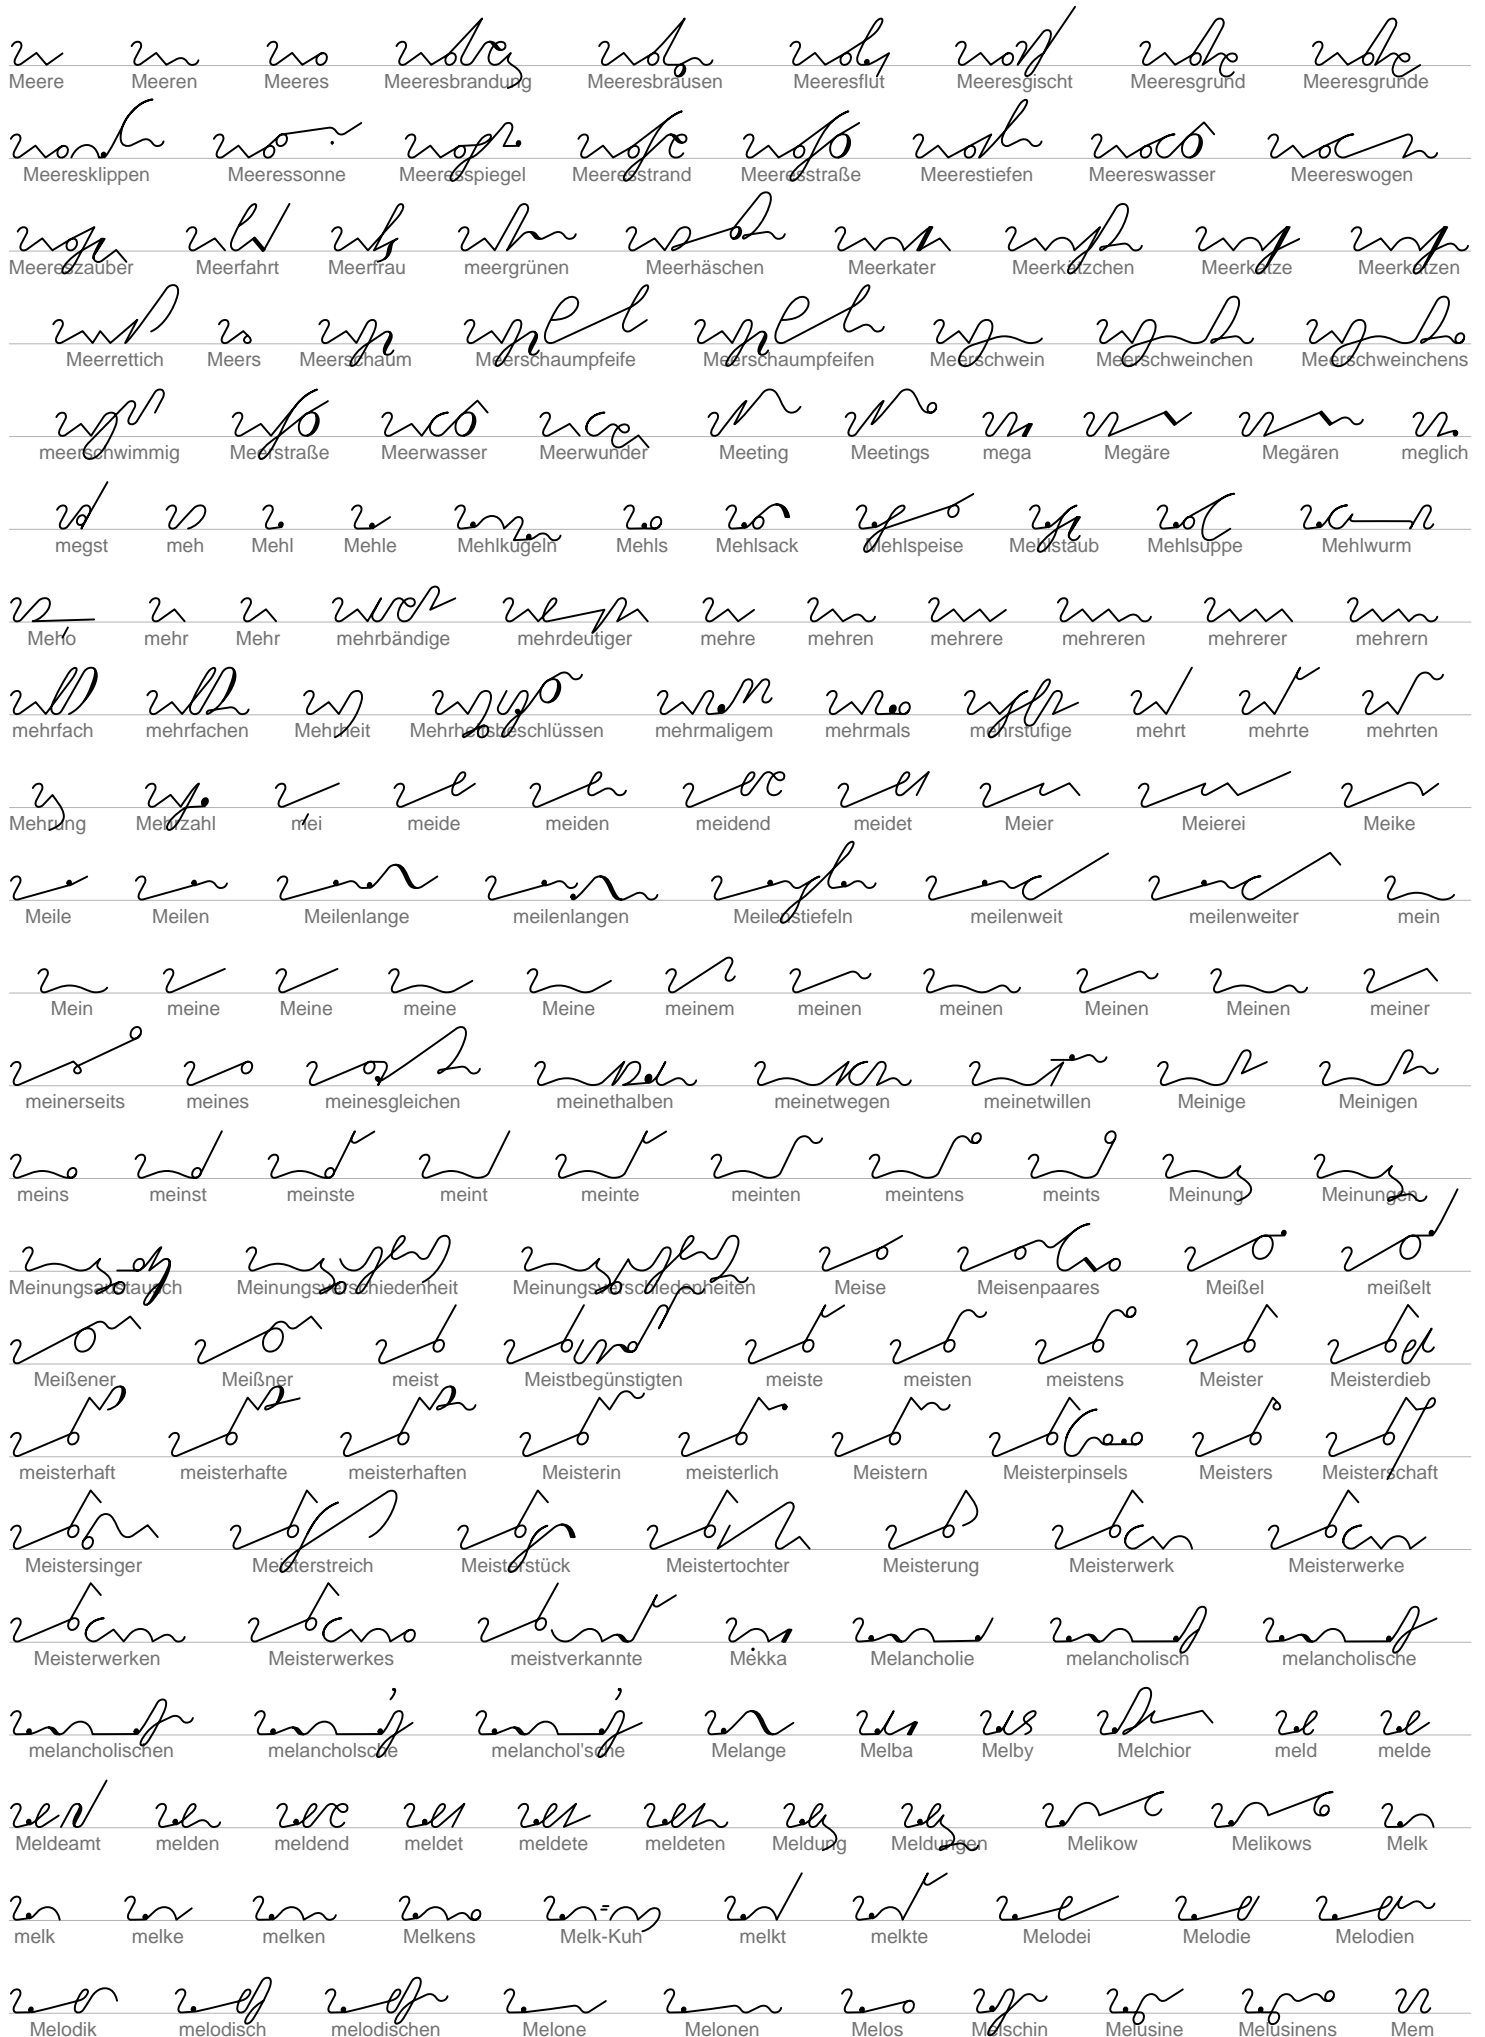 Meere Meeren Meeres Meeresbrandung Meeresbrausen Meeresflut Meeresgischt Meeresgrund Meeresgrunde
Meeresklippen Meeressonne Meeresspiegel Meeresstrand Meeresstraße Meerestiefen Meereswasser Meereswogen
Meereszauber Meerfahrt Meerfrau meergrünen Meerhäschen Meerkater Meerkätzchen Meerkatze Meerkatzen
Meerrettich Meers Meerschaum Meerschaumpfeife Meerschaumpfeifen Meerschwein Meerschweinchen Meerschweinchens
meerschwimmig Meerstraße Meerwasser Meerwunder Meeting Meetings mega Megäre Megären meglich
megst meh Mehl Mehle Mehlkugeln Mehls Mehlsack Mehlspeise Mehlstaub Mehlsuppe Mehlwurm
Meho mehr Mehr mehrbändige mehrdeutiger mehre mehren mehrere mehreren mehrerer mehrern
mehrfach mehrfachen Mehrheit Mehrheitsbeschlüssen mehrmaligem mehrmals mehrstufige mehrt mehrte mehrten
Mehrung Mehrzahl mei meide meiden meidend meidet Meier Meierei Meike
Meile Meilen Meilenlange meilenlangen Meilenstiefeln meilenweit meilenweiter mein
Mein meine Meine meine Meine meinem meinen meinen Meinen Meinen meiner
meinerseits meines meinesgleichen meinethalben meinetwegen meinetwillen Meinige Meinigen
meins meinst meinste meint meinte meinten meintens meints Meinung Meinungen
Meinungsaustausch Meinungsverschiedenheit Meinungsverschiedenheiten Meise Meisenpaares Meißel meißelt
Meißener Meißner meist Meistbegünstigten meiste meisten meistens Meister Meisterdieb
meisterhaft meisterhafte meisterhaften Meisterin meisterlich Meistern Meisterpinsels Meisters Meisterschaft
Meistersinger Meisterstreich Meisterstück Meistertochter Meisterung Meisterwerk Meisterwerke
Meisterwerken Meisterwerkes meistverkannte Mekka Melancholie melancholisch melancholische
melancholischen melancholsche melanchol'sche Melange Melba Melby Melchior meld melde
Meldeamt melden meldend meldet meldete meldeten Meldung Meldungen Melikow Melikows Melk
melk melke melken Melkens Melk-Kuh melkt melkte Melodei Melodie Melodien
Melodik melodisch melodischen Melone Melonen Melos Melschin Melusine Melusinens Mem